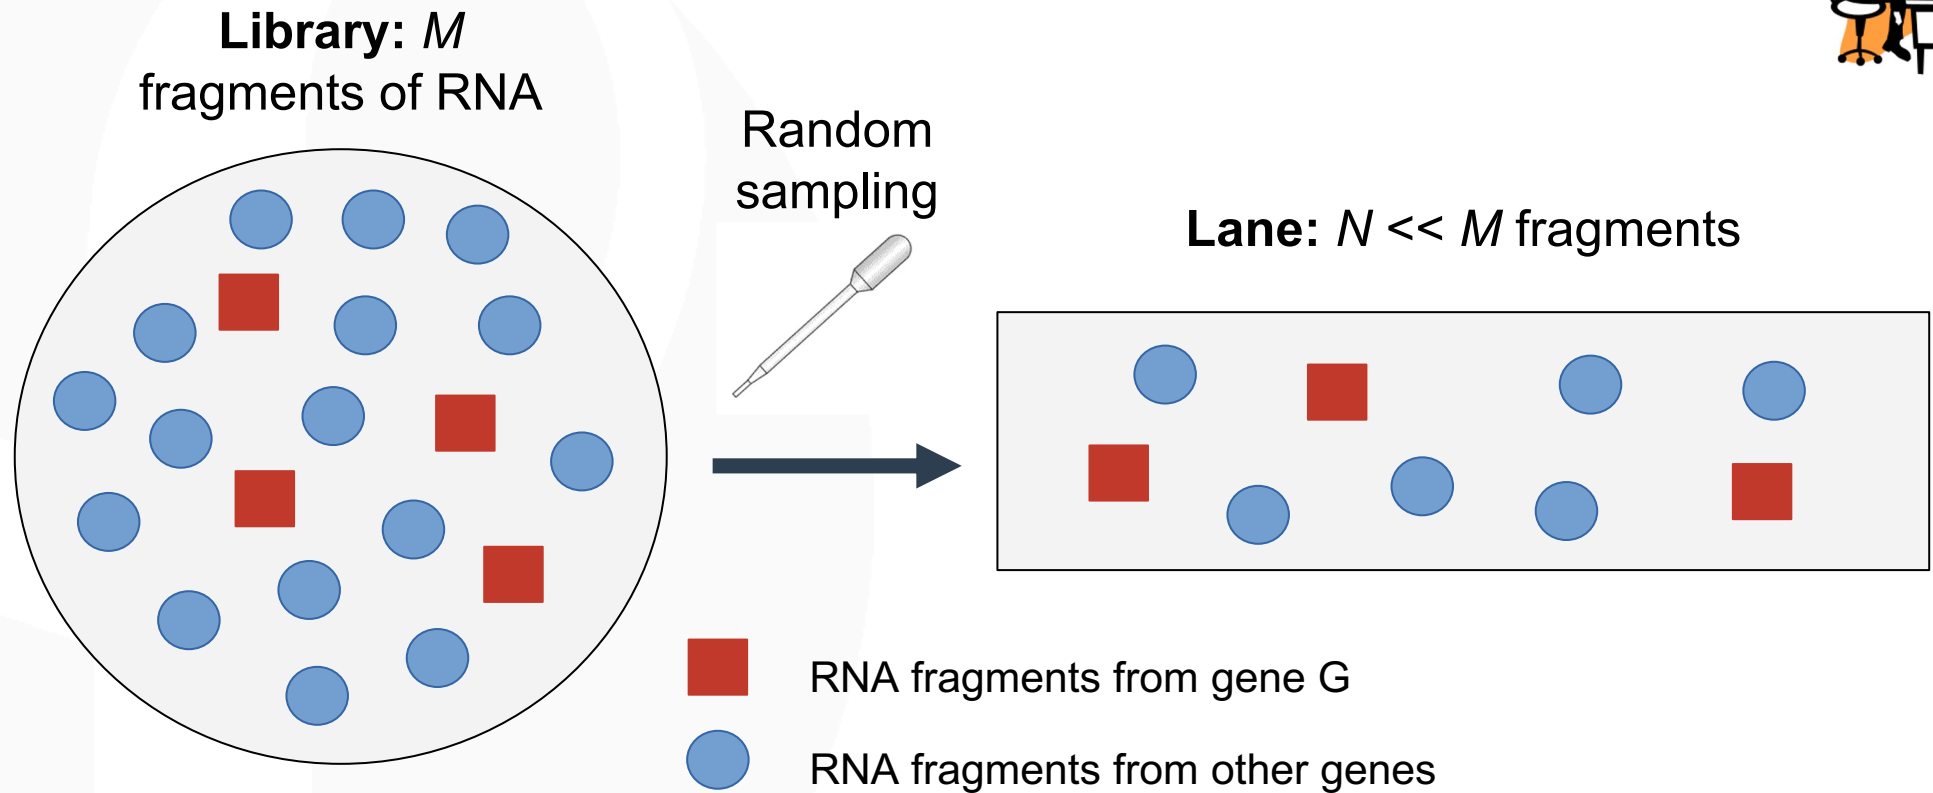 Library: M
fragments of RNA
Random
sampling
Lane: N << M fragments
RNA fragments from gene G
RNA fragments from other genes